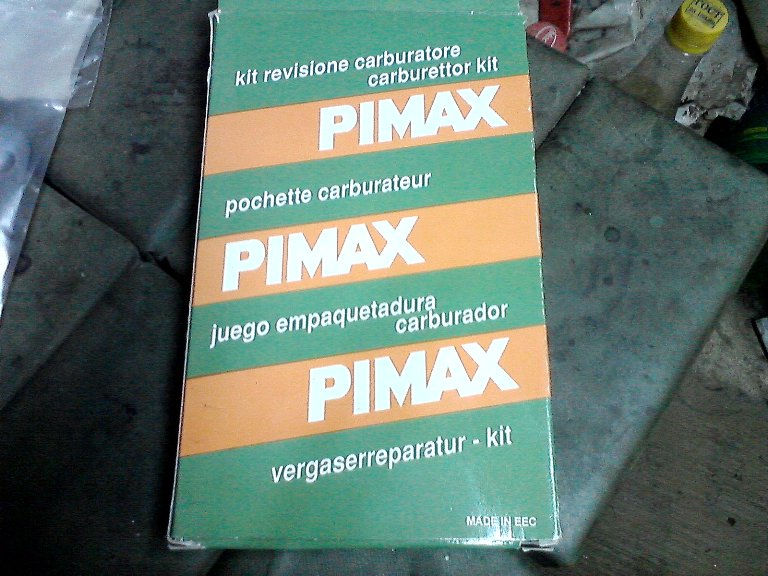 kit revisione carburatore
carburettor kit
PIMAX
pochette carburateur
PIMAX
juego empaquetadura
carburador
PIMAX
vergaserreparatur - kit
MADE IN EEC